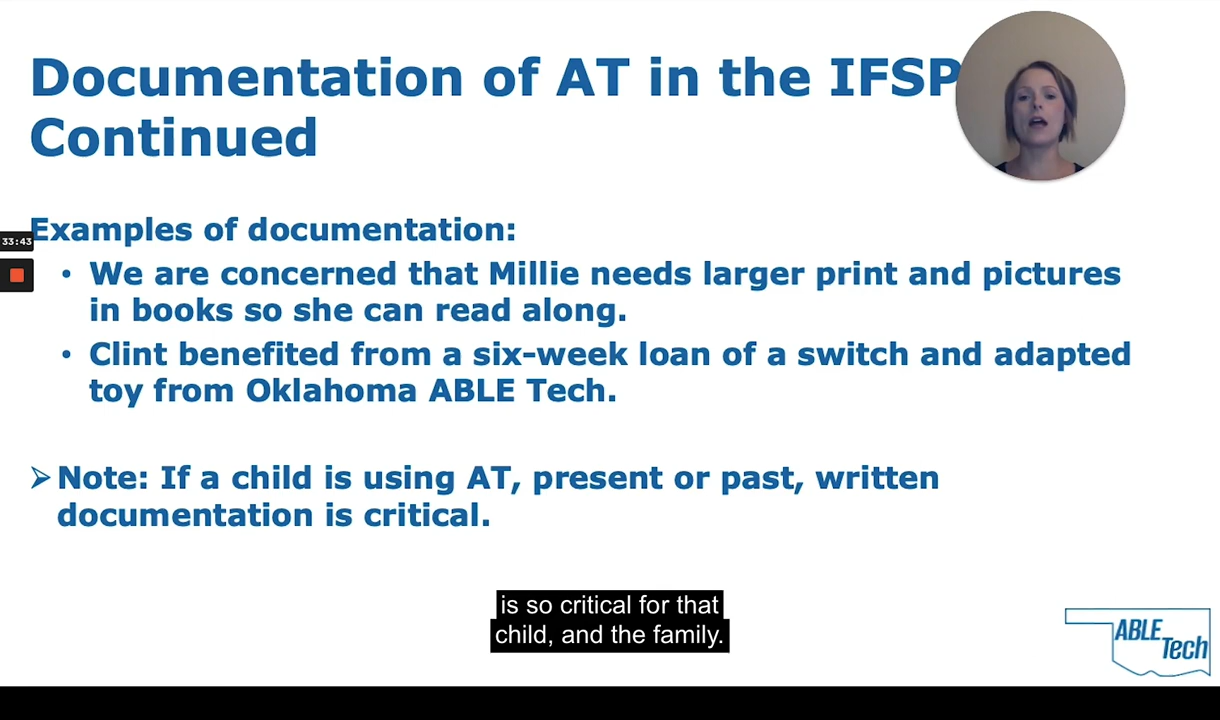 Documentation of AT in the IFSP
Continued
Examples of documentation:
33:43
• We are concerned that Millie needs larger print and pictures
in books so she can read along.
• Clint benefited from a six-week loan of a switch and adapted
toy from Oklahoma ABLE Tech.
➢ Note: If a child is using AT, present or past, written
documentation is critical.
is so critical for that
child, and the family.
ABLE
Tech